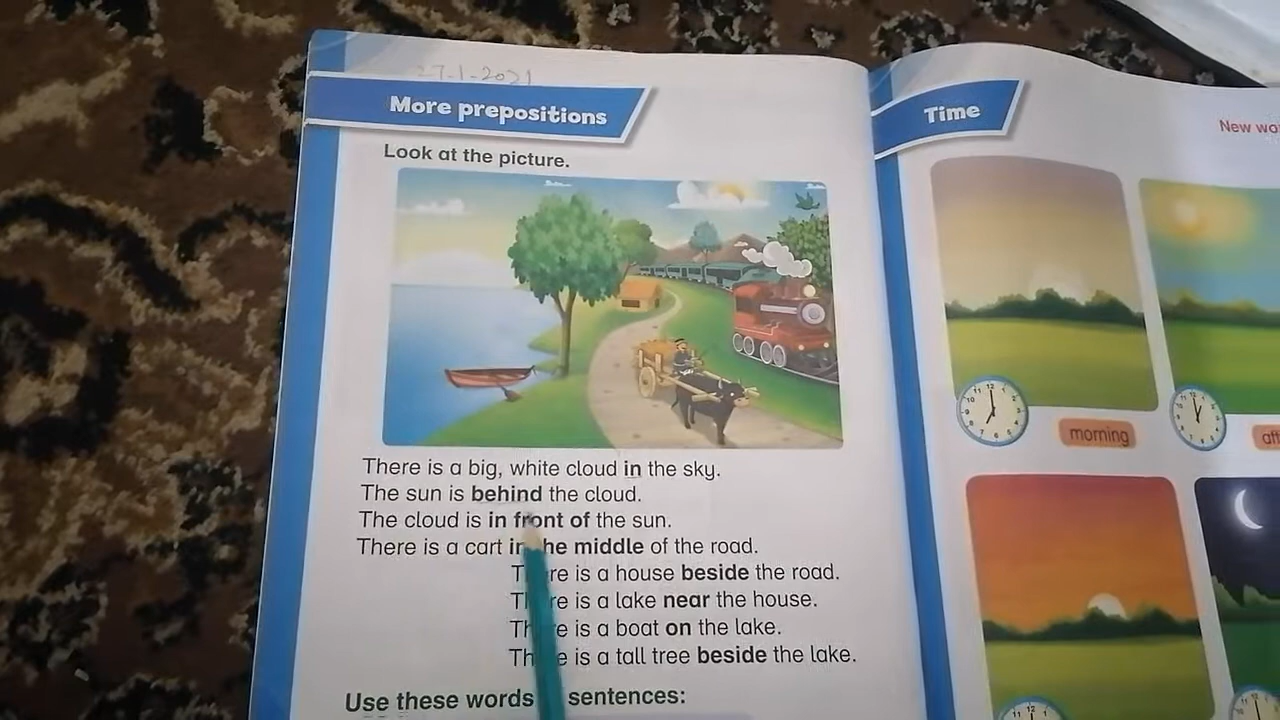 27-1-2021
More prepositions
Look at the picture.
There is a big, white cloud in the sky.
The sun is behind the cloud.
The cloud is in front of the sun.
There is a cart in the middle of the road.
There is a house beside the road.
There is a lake near the house.
There is a boat on the lake.
There is a tall tree beside the lake.
Use these words sentences:
Time
New
morning